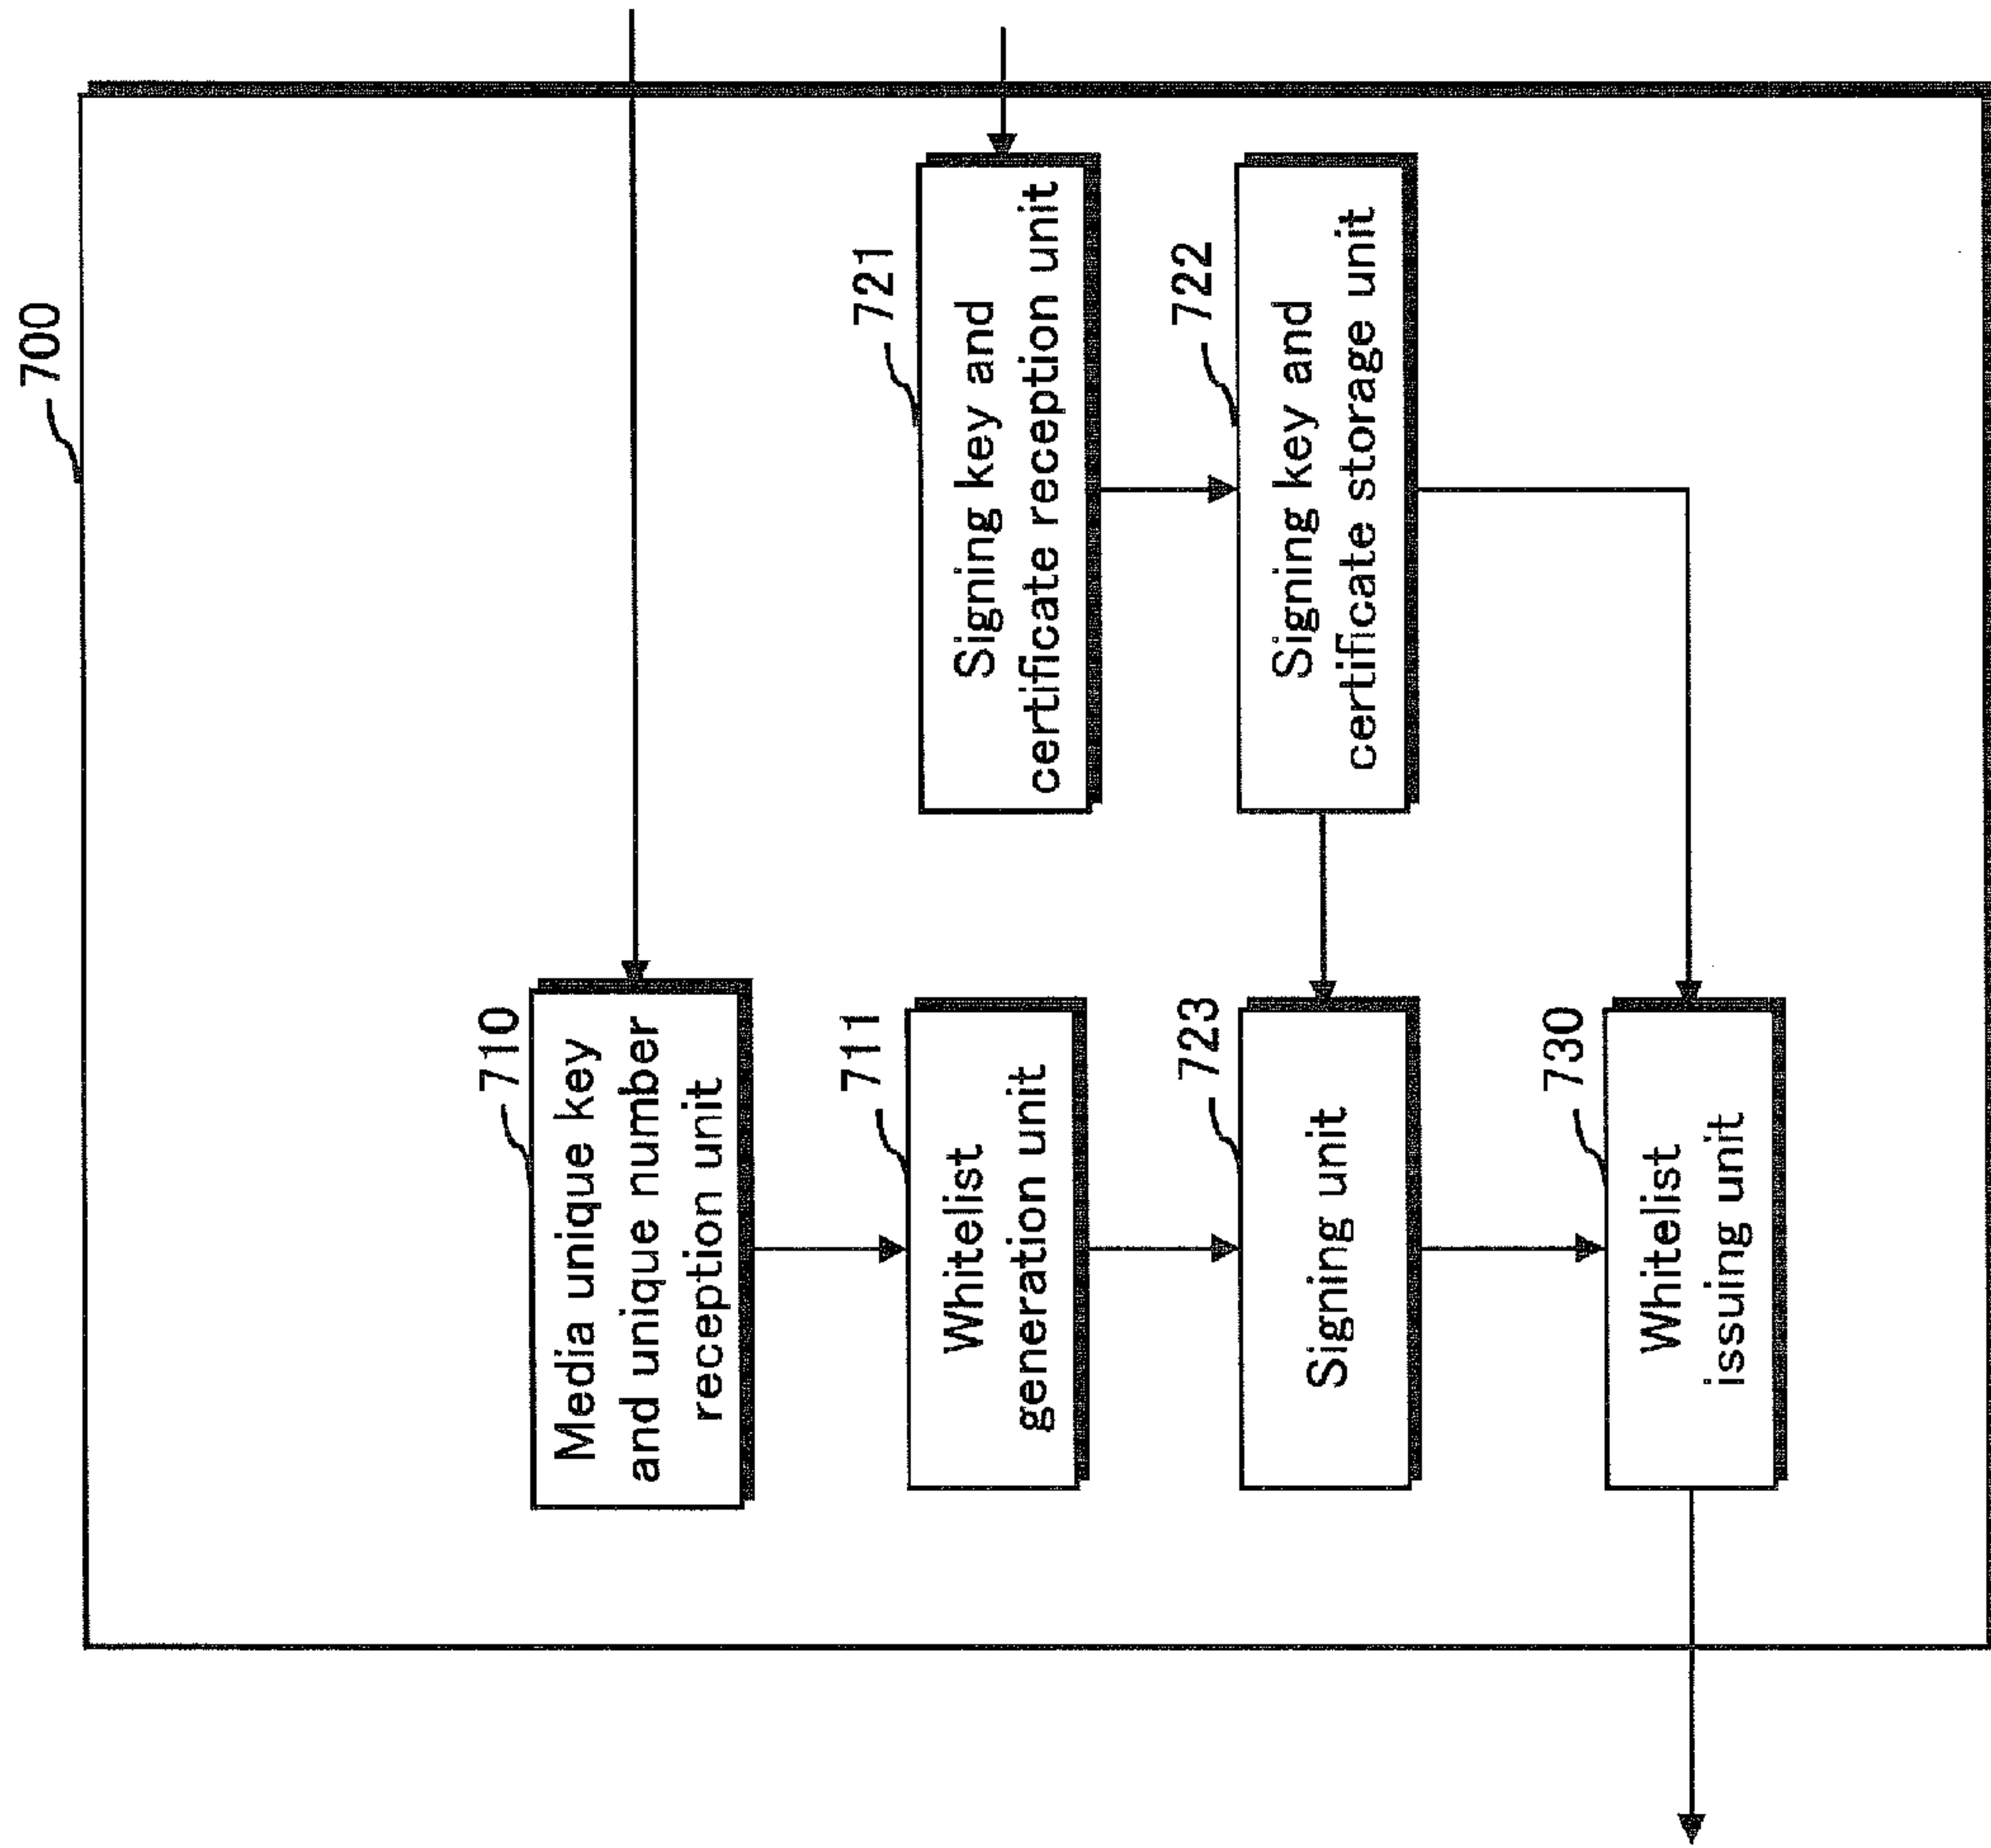 700
710
Media unique key
and unique number
reception unit
711
Whitelist
generation unit
723
Signing unit
730
Whitelist
issuing unit
721
Signing key and
certificate reception unit
722
Signing key and
certificate storage unit